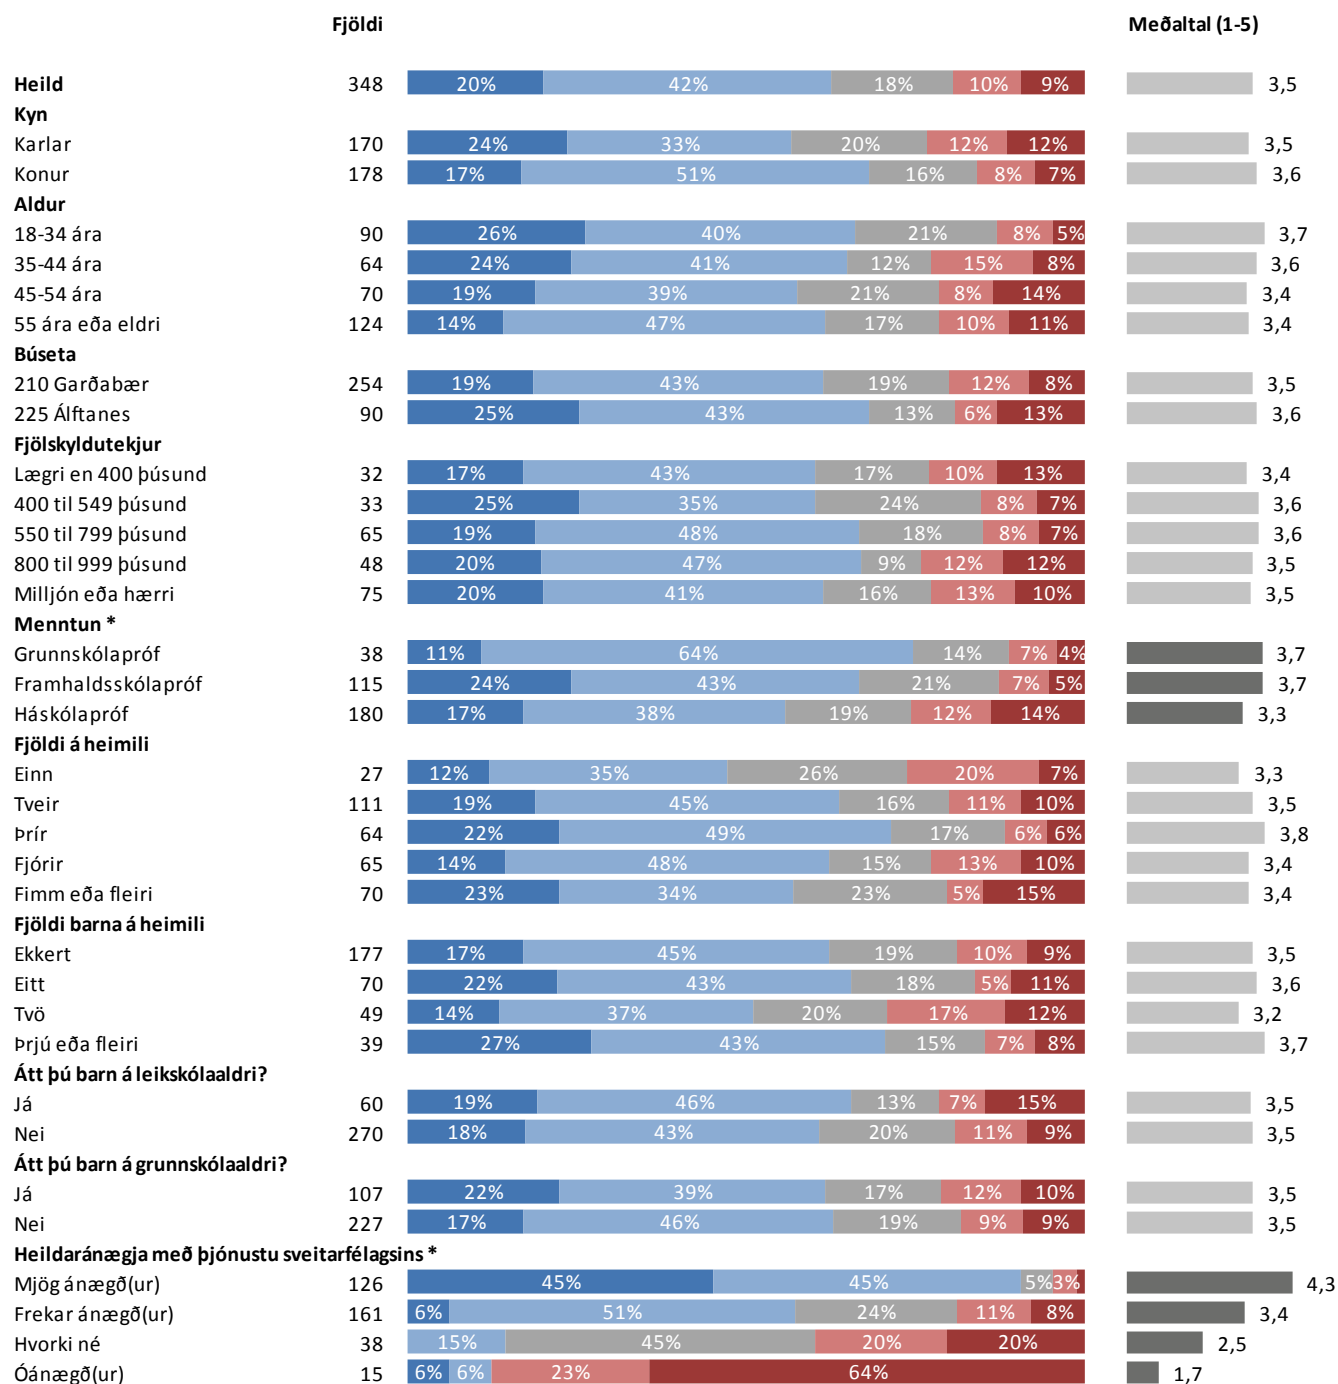 Fjöldi Meðaltal (1-5)
Heild 348 20% 42% 18% 10% 9% 3,5
Kyn
Karlar 170 24% 33% 20% 12% 12% 3,5
Konur 178 17% 51% 16% 8% 7% 3,6
Aldur
18-34 ára 90 26% 40% 21% 8% 5% 3,7
35-44 ára 64 24% 41% 12% 15% 8% 3,6
45-54 ára 70 19% 39% 21% 8% 14% 3,4
55 ára eða eldri 124 14% 47% 17% 10% 11% 3,4
Búseta
210 Garðabær 254 19% 43% 19% 12% 8% 3,5
225 Álftanes 90 25% 43% 13% 6% 13% 3,6
Fjölskyldutekjur
Lægri en 400 þúsund 32 17% 43% 17% 10% 13% 3,4
400 til 549 þúsund 33 25% 35% 24% 8% 7% 3,6
550 til 799 þúsund 65 19% 48% 18% 8% 7% 3,6
800 til 999 þúsund 48 20% 47% 9% 12% 12% 3,5
Milljón eða hærri 75 20% 41% 16% 13% 10% 3,5
Menntun *
Grunnskólapróf 38 11% 64% 14% 7% 4% 3,7
Framhaldsskólapróf 115 24% 43% 21% 7% 5% 3,7
Háskólapróf 180 17% 38% 19% 12% 14% 3,3
Fjöldi á heimili
Einn 27 12% 35% 26% 20% 7% 3,3
Tveir 111 19% 45% 16% 11% 10% 3,5
Þrír 64 22% 49% 17% 6% 6% 3,8
Fjórir 65 14% 48% 15% 13% 10% 3,4
Fimm eða fleiri 70 23% 34% 23% 5% 15% 3,4
Fjöldi barna á heimili
Ekkert 177 17% 45% 19% 10% 9% 3,5
Eitt 70 22% 43% 18% 5% 11% 3,6
Tvö 49 14% 37% 20% 17% 12% 3,2
Þrjú eða fleiri 39 27% 43% 15% 7% 8% 3,7
Átt þú barn á leikskólaaldri?
Já 60 19% 46% 13% 7% 15% 3,5
Nei 270 18% 43% 20% 11% 9% 3,5
Átt þú barn á grunnskólaaldri?
Já 107 22% 39% 17% 12% 10% 3,5
Nei 227 17% 46% 19% 9% 9% 3,5
Heildaránægja með þjónustu sveitarfélagsins *
Mjög ánægð(ur) 126 45% 45% 5% 3% 4,3
Frekar ánægð(ur) 161 6% 51% 24% 11% 8% 3,4
Hvorki né 38 15% 45% 20% 20% 2,5
Óánægð(ur) 15 6% 6% 23% 64% 1,7